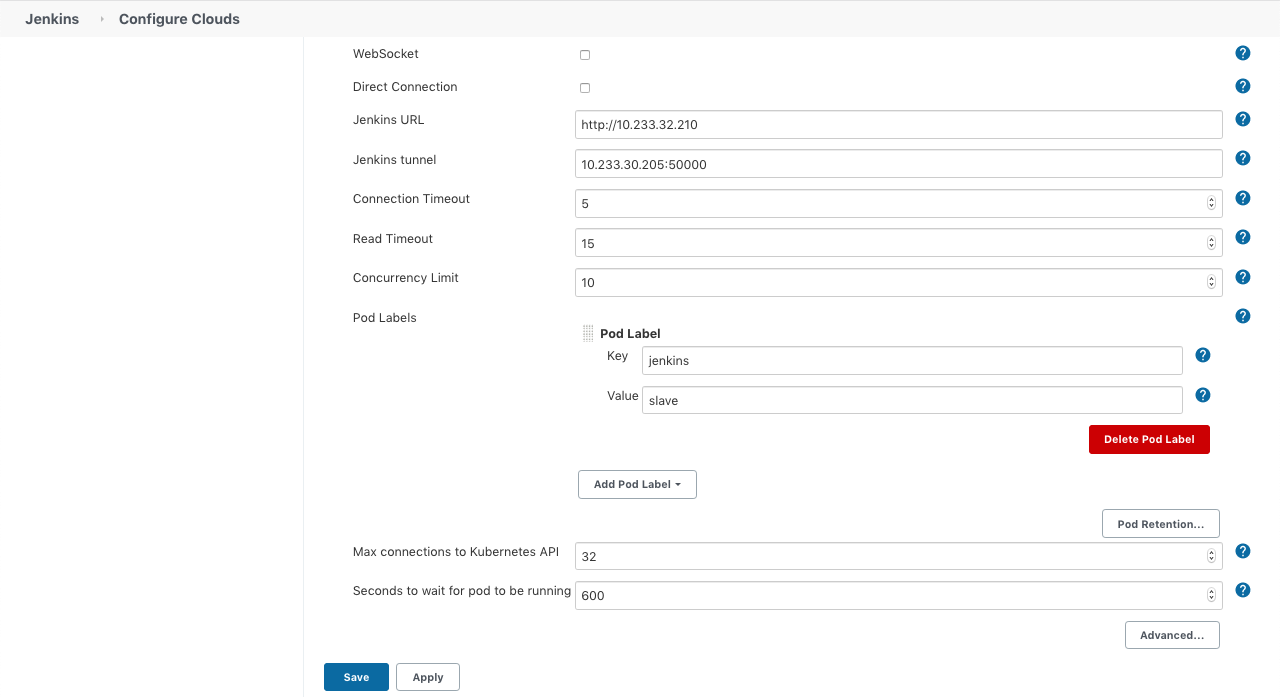 Jenkins Configure Clouds
WebSocket
Direct Connection
Jenkins URL http://10.233.32.210
Jenkins tunnel 10.233.30.205:50000
Connection Timeout 5
Read Timeout 15
Concurrency Limit 10
Pod Labels
Pod Label
Key jenkins
Value slave
Delete Pod Label
Add Pod Label
Pod Retention...
Max connections to Kubernetes API 32
Seconds to wait for pod to be running 600
Advanced...
Save Apply